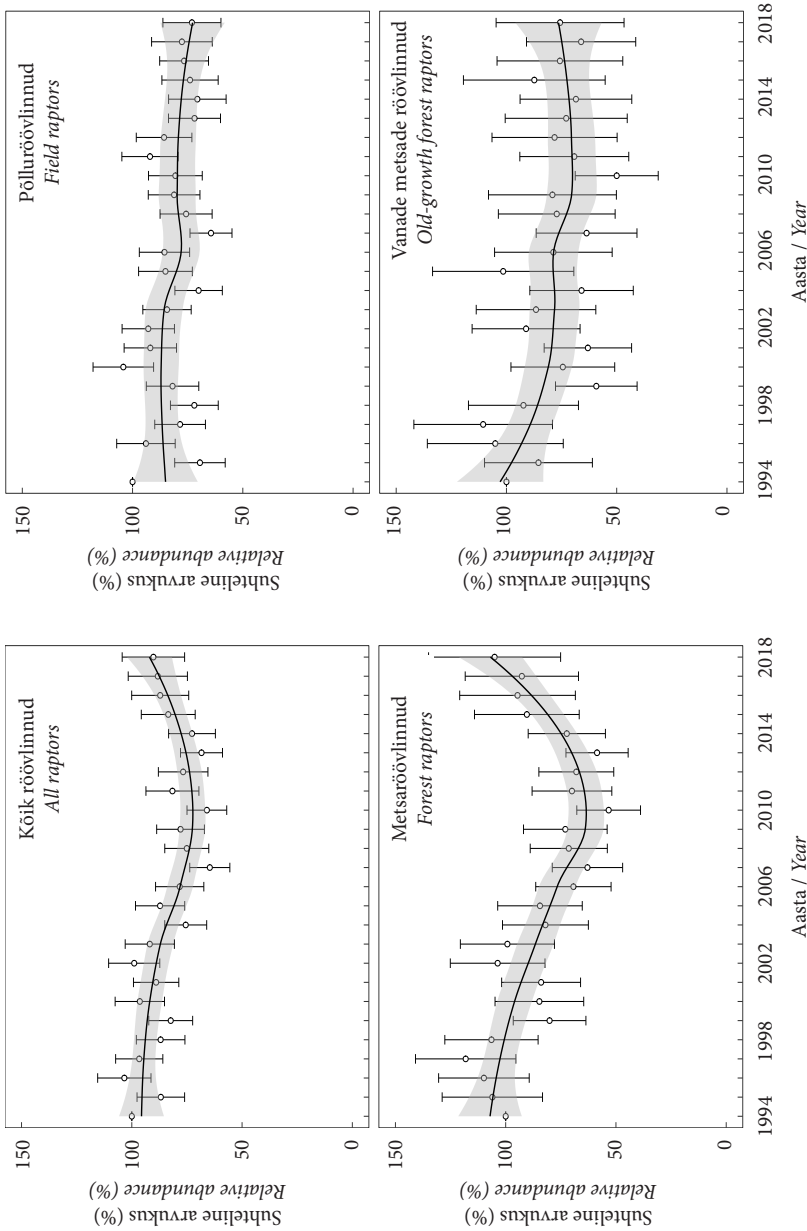 Kõik röövlinnud
All raptors
150
100
50
0
Suhteline arvukus (%)
Relative abundance (%)
Põlluröövlinnud
Field raptors
150
100
50
0
Suhteline arvukus (%)
Relative abundance (%)
Metsaröövlinnud
Forest raptors
150
100
50
0
Suhteline arvukus (%)
Relative abundance (%)
1994 1998 2002 2006 2010 2014 2018
Aasta / Year
Vanade metsade röövlinnud
Old-growth forest raptors
150
100
50
0
Suhteline arvukus (%)
Relative abundance (%)
1994 1998 2002 2006 2010 2014 2018
Aasta / Year